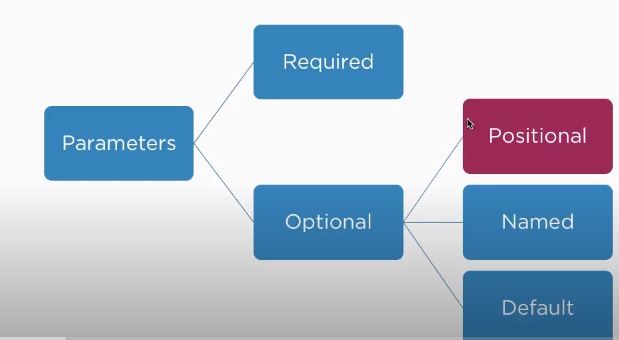 Parameters
Required
Optional
Positional
Named
Default